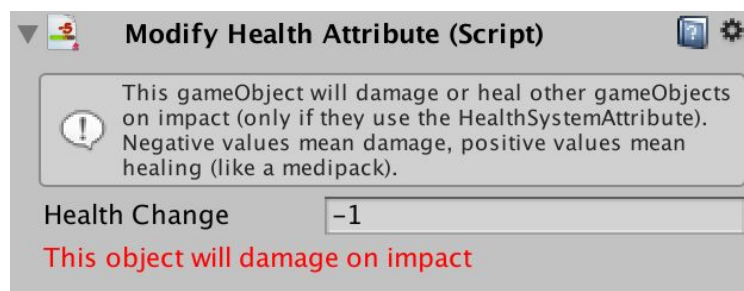 -5
Modify Health Attribute (Script)
?
!
This gameObject will damage or heal other gameObjects
on impact (only if they use the HealthSystemAttribute).
Negative values mean damage, positive values mean
healing (like a medipack).
Health Change -1
This object will damage on impact